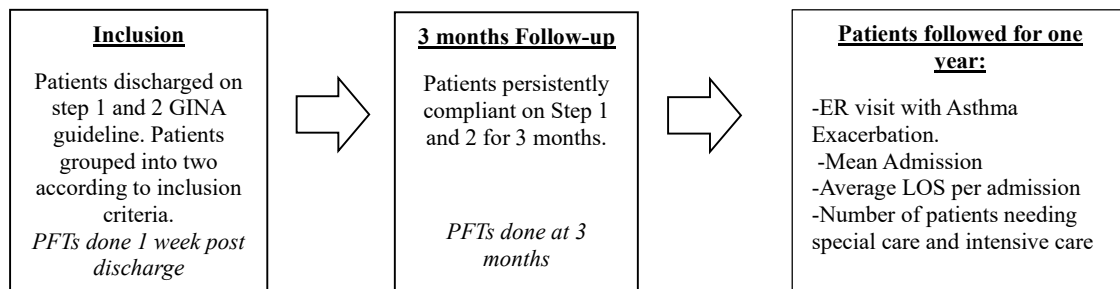 Inclusion
Patients discharged on
step 1 and 2 GINA
guideline. Patients
grouped into two
according to inclusion
criteria.
PFTs done 1 week post
discharge
3 months Follow-up
Patients persistently
compliant on Step 1
and 2 for 3 months.
PFTs done at 3
months
Patients followed for one
year:
-ER visit with Asthma
Exacerbation.
-Mean Admission
-Average LOS per admission
-Number of patients needing
special care and intensive care